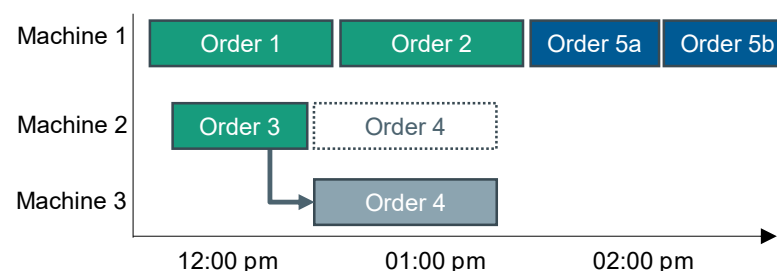 Machine 1
Order 1
Order 2
Order 5a
Order 5b
Machine 2
Order 3
Order 4
Machine 3
Order 4
12:00 pm
01:00 pm
02:00 pm